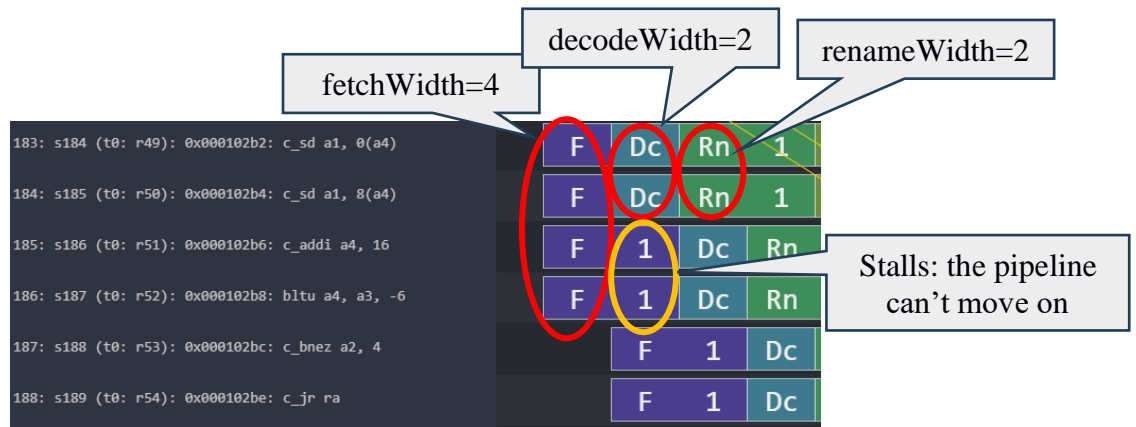 decodeWidth=2
renameWidth=2
fetchWidth=4
183: s184 (t0: r49): 0x000102b2: c_sd a1, 0(a4) F Dc Rn 1
184: s185 (t0: r50): 0x000102b4: c_sd a1, 8(a4) F Dc Rn 1
185: s186 (t0: r51): 0x000102b6: c_addi a4, 16 F 1 Dc Rn
186: s187 (t0: r52): 0x000102b8: bltu a4, a3, -6 F 1 Dc Rn
187: s188 (t0: r53): 0x000102bc: c_bnez a2, 4 F 1 Dc
188: s189 (t0: r54): 0x000102be: c_jr ra F 1 Dc
Stalls: the pipeline
can't move on